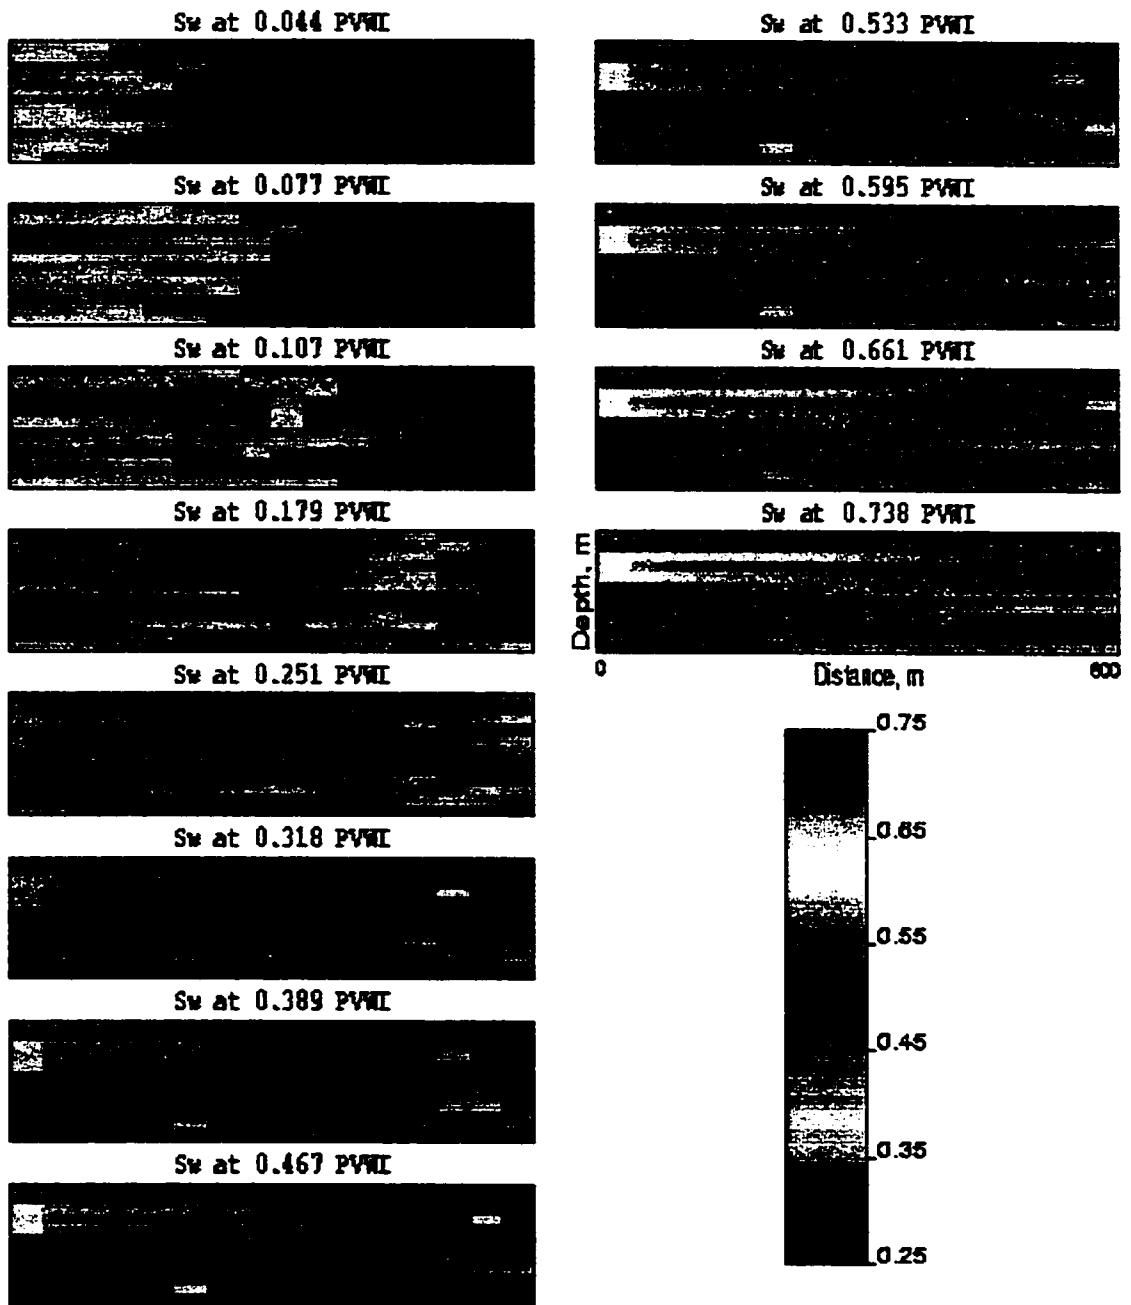 Sw at 0.044 PVWI
Sw at 0.077 PVWI
Sw at 0.107 PVWI
Sw at 0.179 PVWI
Sw at 0.251 PVWI
Sw at 0.318 PVWI
Sw at 0.389 PVWI
Sw at 0.467 PVWI
Sw at 0.533 PVWI
Sw at 0.595 PVWI
Sw at 0.661 PVWI
Sw at 0.738 PVWI
Depth, m
0 Distance, m 600
0.75
0.65
0.55
0.45
0.35
0.25